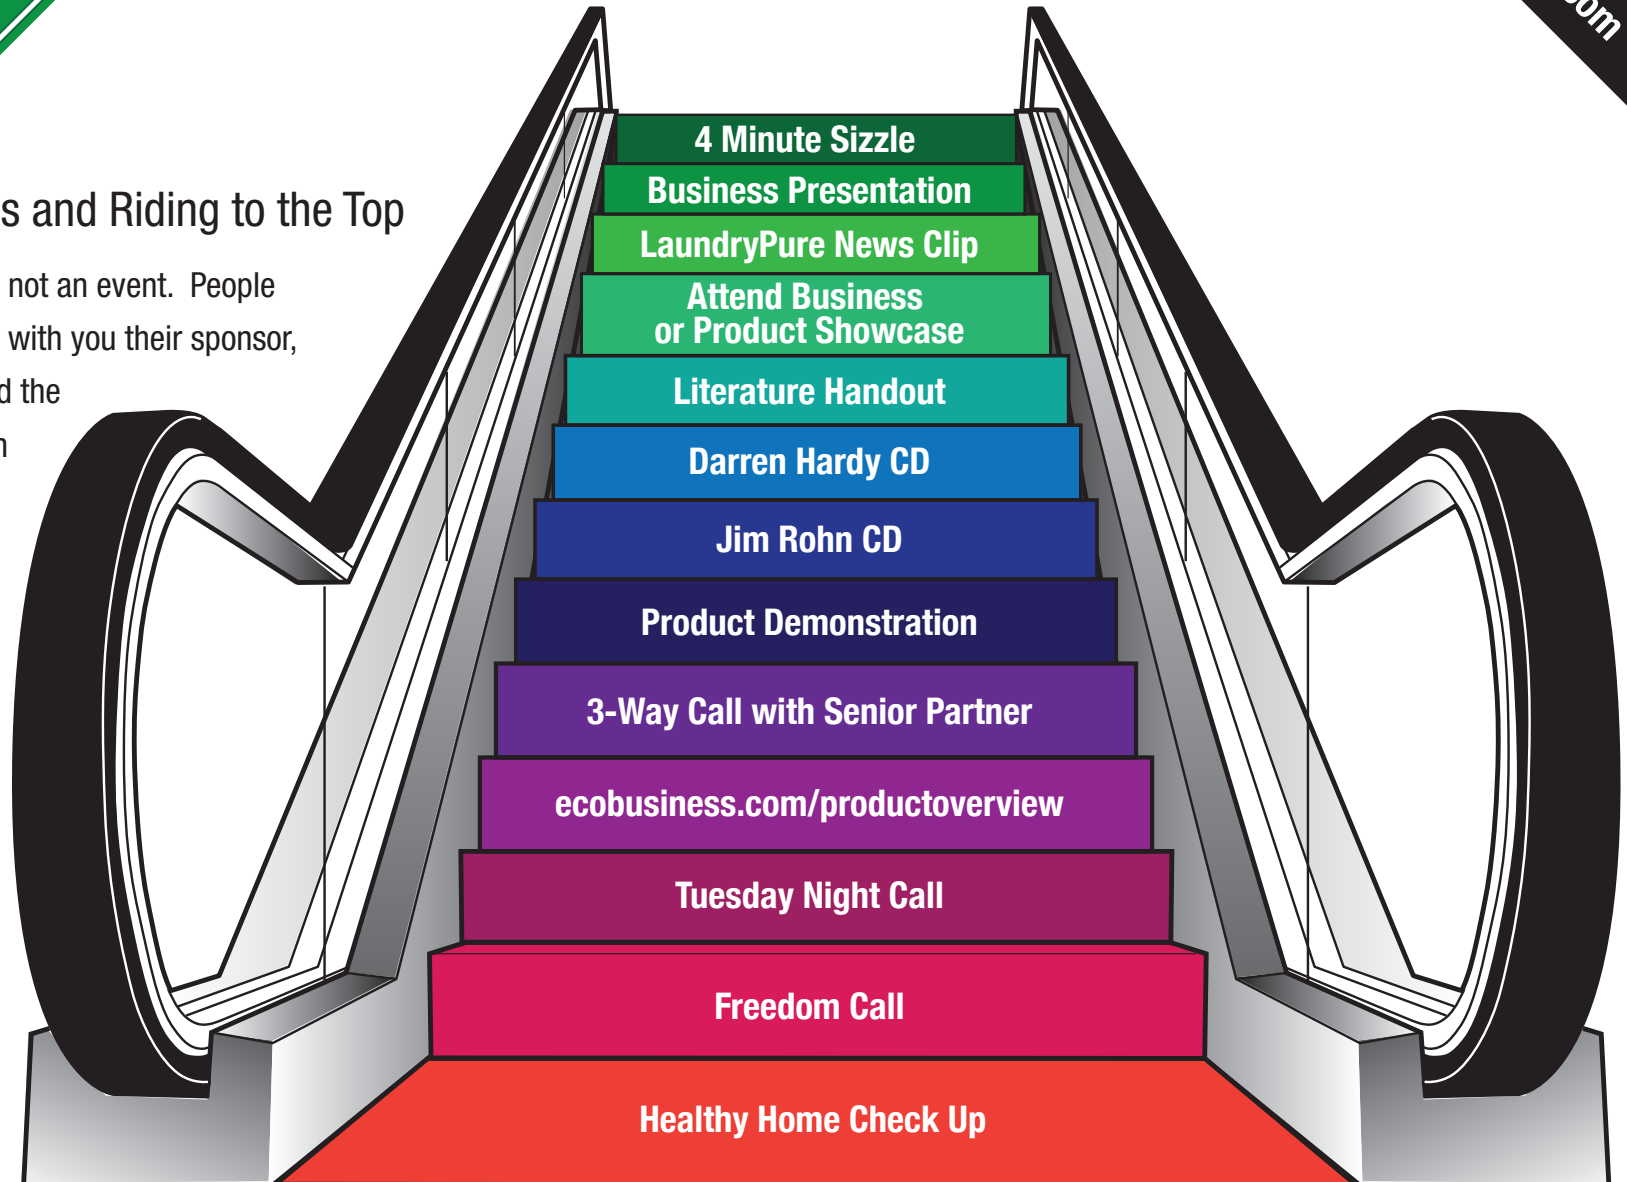 om
s and Riding to the Top
not an event. People
with you their sponsor,
d the
n
4 Minute Sizzle
Business Presentation
LaundryPure News Clip
Attend Business
or Product Showcase
Literature Handout
Darren Hardy CD
Jim Rohn CD
Product Demonstration
3-Way Call with Senior Partner
ecobusiness.com/productoverview
Tuesday Night Call
Freedom Call
Healthy Home Check Up